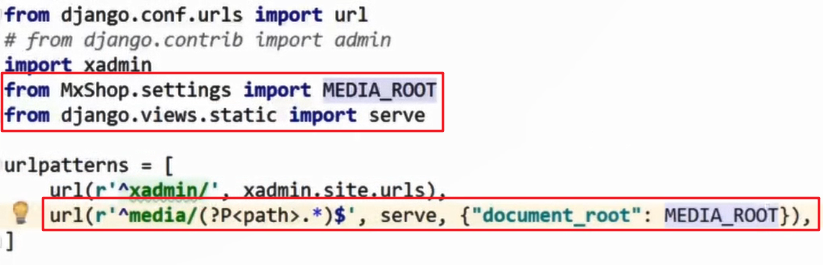 from django.conf.urls import url
# from django.contrib import admin
import xadmin
from MxShop.settings import MEDIA_ROOT
from django.views.static import serve
urlpatterns = [
    url(r'^xadmin/', xadmin.site.urls),
    url(r'^media/(?P<path>.*)$', serve, {"document_root": MEDIA_ROOT}),
]